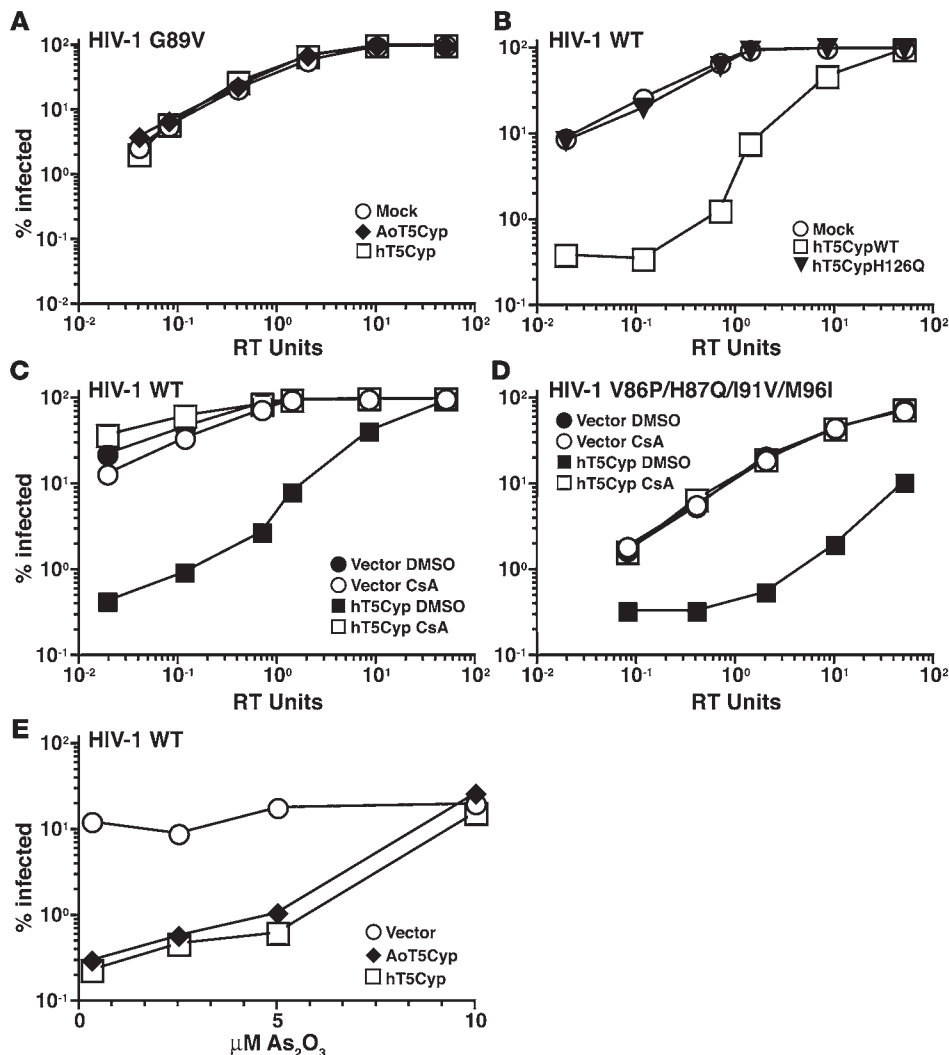 A
HIV-1 G89V
% infected
10² 10¹ 10⁰ 10⁻¹ 10⁻²
Mock
AoT5Cyp
hT5Cyp
10⁻² 10⁻¹ 10⁰ 10¹ 10²
RT Units
B
HIV-1 WT
10² 10¹ 10⁰ 10⁻¹
Mock
hT5CypWT
hT5CypH126Q
10⁻² 10⁻¹ 10⁰ 10¹ 10²
RT Units
C
HIV-1 WT
% infected
10² 10¹ 10⁰ 10⁻¹
Vector DMSO
Vector CsA
hT5Cyp DMSO
hT5Cyp CsA
10⁻² 10⁻¹ 10⁰ 10¹ 10²
RT Units
D
HIV-1 V86P/H87Q/I91V/M96I
10² 10¹ 10⁰ 10⁻¹
Vector DMSO
Vector CsA
hT5Cyp DMSO
hT5Cyp CsA
10⁻² 10⁻¹ 10⁰ 10¹ 10²
RT Units
E
HIV-1 WT
% infected
10² 10¹ 10⁰ 10⁻¹
Vector
AoT5Cyp
hT5Cyp
0 5 10
μM As₂O₃